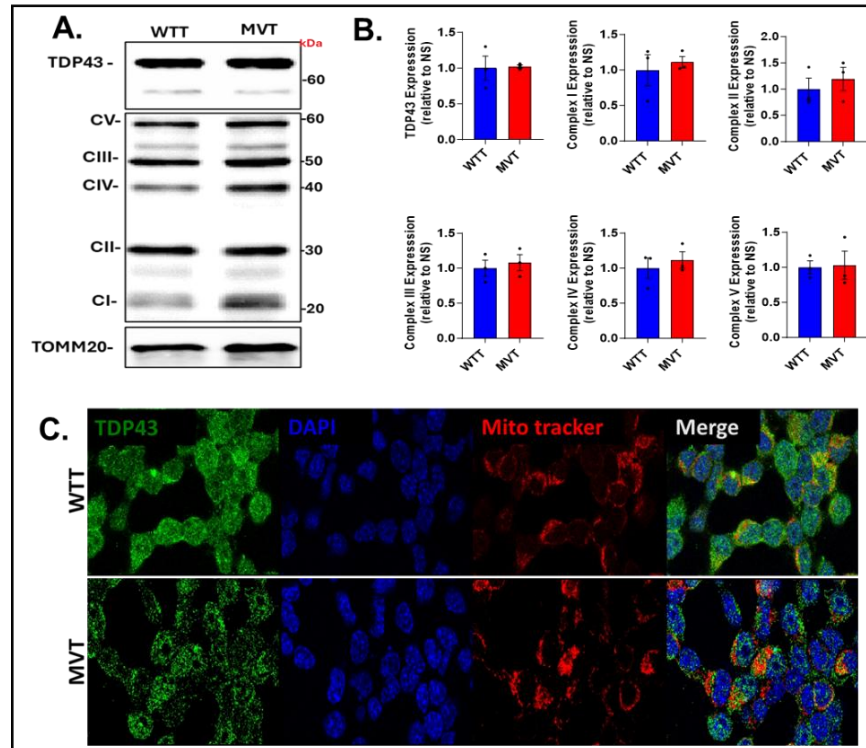 A.
WTT MVT kDa
TDP43 -
-60
CV-
-60
CIII-
-50
CIV-
-40
CII-
-30
CI-
-20
TOMM20-
B.
TDP43 Expresssion
(relative to NS)
1.5
1.0
0.5
0.0
WTT
MVT
Complex I Expresssion
(relative to NS)
1.5
1.0
0.5
0.0
WTT
MVT
Complex II Expresssion
(relative to NS)
2.0
1.5
1.0
0.5
0.0
WTT
MVT
Complex III Expresssion
(relative to NS)
1.5
1.0
0.5
0.0
WTT
MVT
Complex IV Expresssion
(relative to NS)
1.5
1.0
0.5
0.0
WTT
MVT
Complex V Expresssion
(relative to NS)
1.5
1.0
0.5
0.0
WTT
MVT
C.
TDP43 DAPI Mito tracker Merge
WTT
MVT